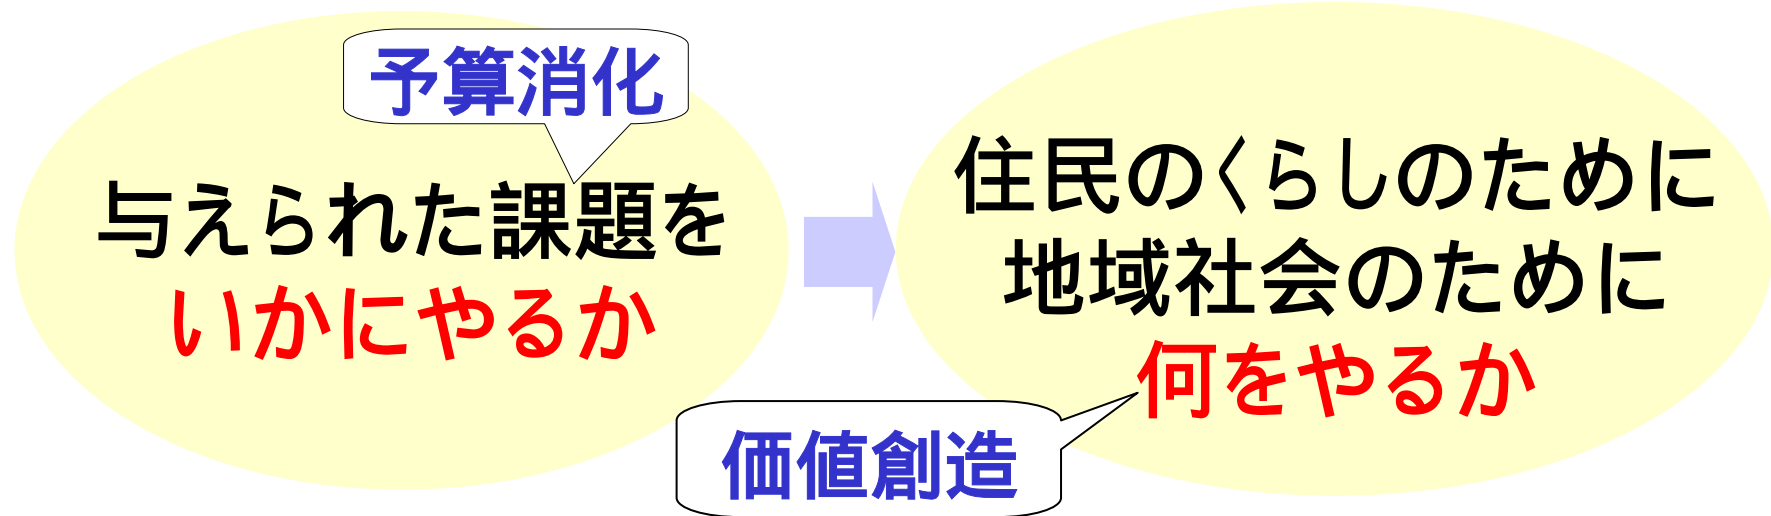 予算消化
与えられた課題を
いかにやるか
住民のくらしのために
地域社会のために
何をやるか
価値創造